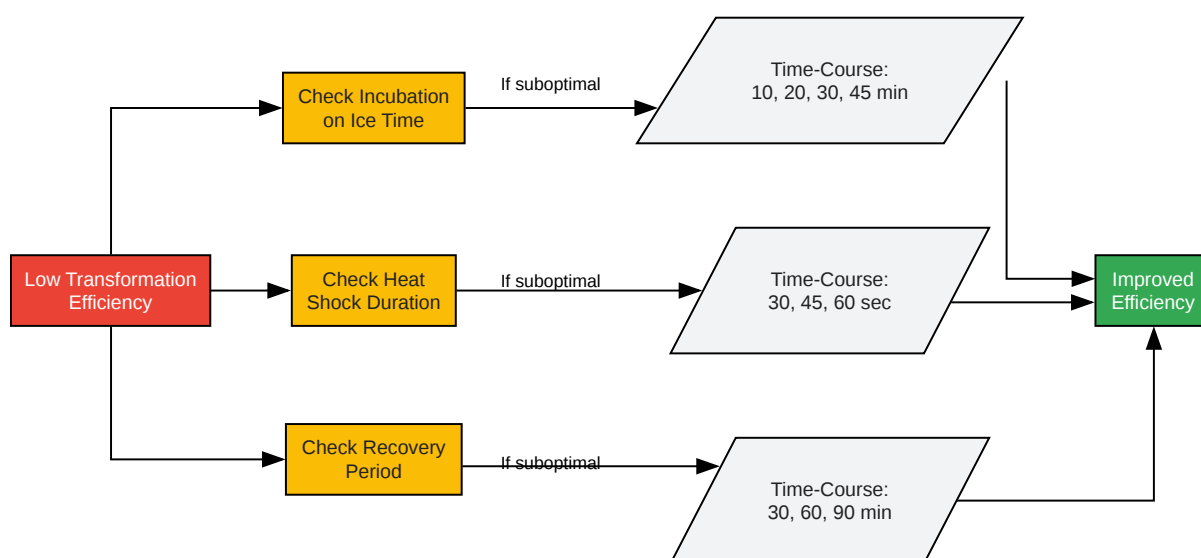 Check Incubation
on Ice Time
If suboptimal
Time-Course:
10, 20, 30, 45 min
Low Transformation
Efficiency
Check Heat
Shock Duration
If suboptimal
Time-Course:
30, 45, 60 sec
Improved
Efficiency
Check Recovery
Period
If suboptimal
Time-Course:
30, 60, 90 min